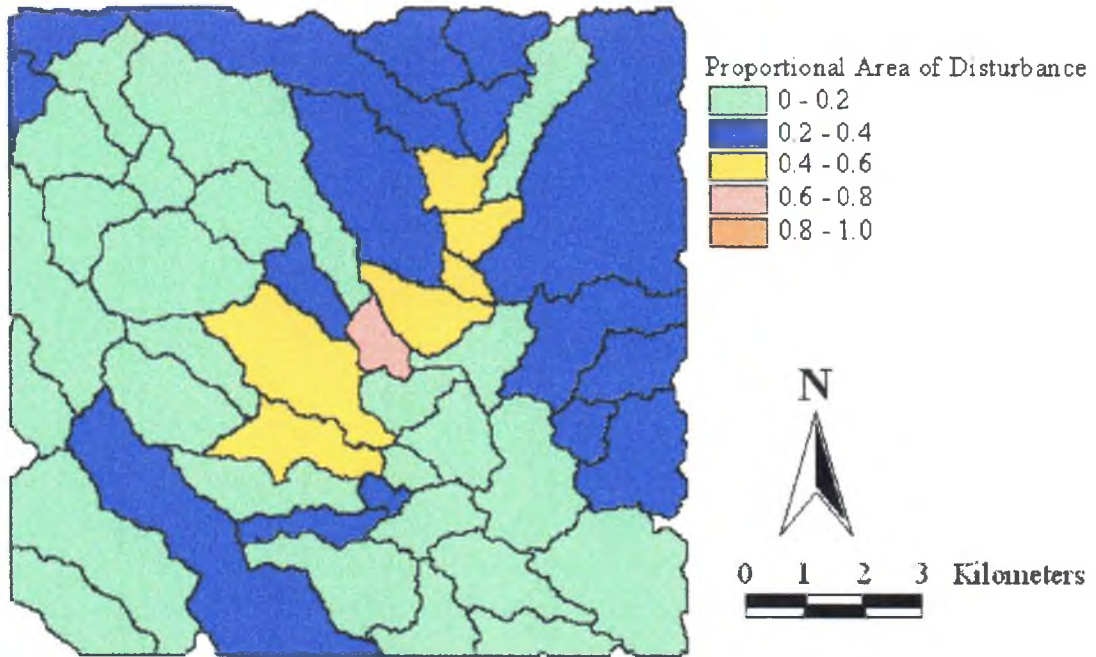 Proportional Area of Disturbance
0 - 0.2
0.2 - 0.4
0.4 - 0.6
0.6 - 0.8
0.8 - 1.0
N
0 1 2 3 Kilometers